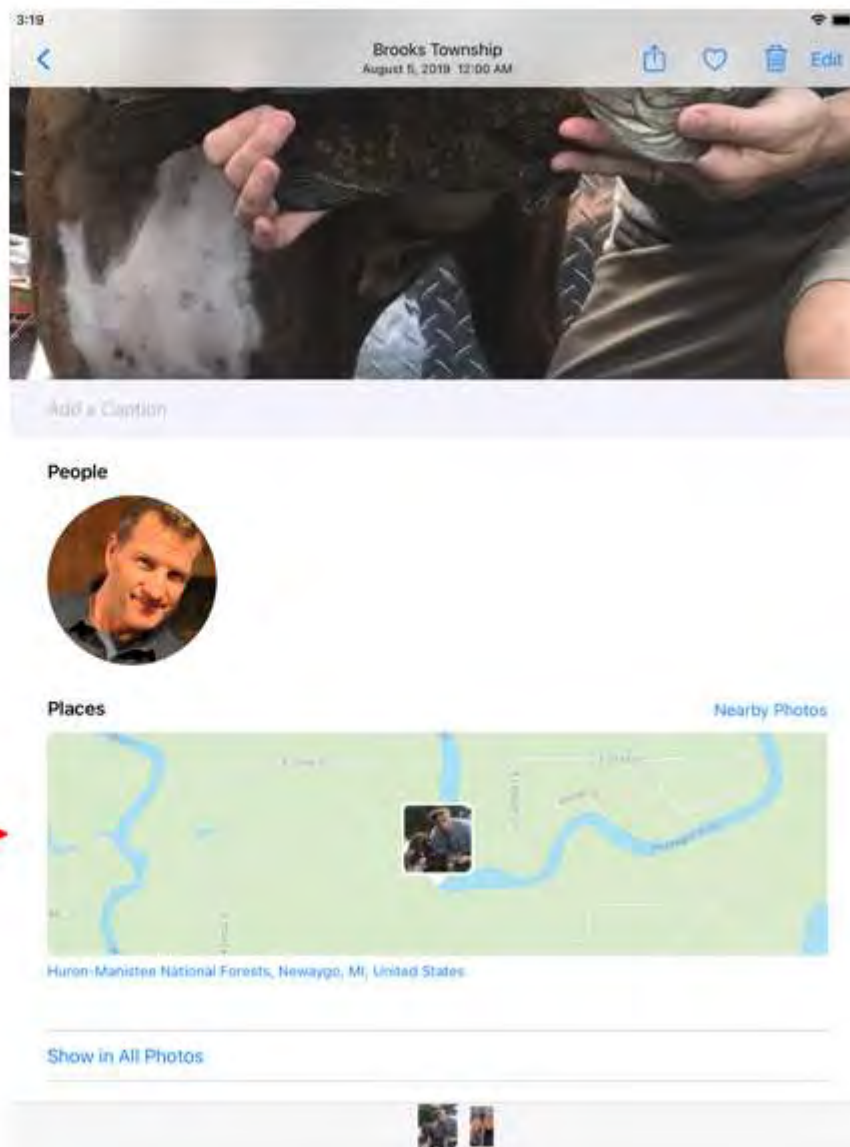 3:19
Brooks Township
August 5, 2019 12:00 AM
Edit
Add a Caption
People
Places
Nearby Photos
Huron-Manistee National Forests, Newaygo, MI, United States
Show in All Photos